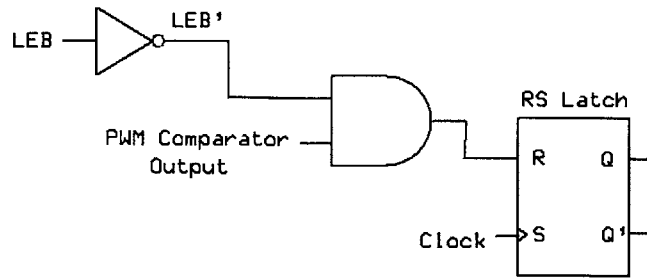 LEB
LEB'
PWM Comparator
Output
RS Latch
R
Q
Clock
S
Q'